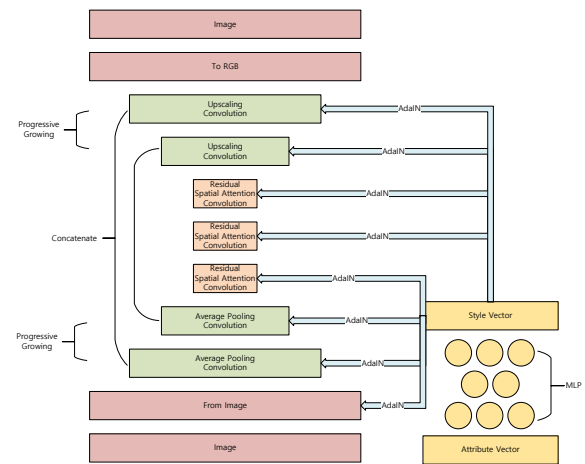 Image
To RGB
Upscaling
Convolution
AdaIN
Progressive
Growing
Upscaling
Convolution
AdaIN
Residual
Spatial Attention
Convolution
AdaIN
Residual
Spatial Attention
Convolution
AdaIN
Concatenate
Residual
Spatial Attention
Convolution
AdaIN
Average Pooling
Convolution
AdaIN
Style Vector
Progressive
Growing
Average Pooling
Convolution
AdaIN
MLP
From Image
AdaIN
Image
Attribute Vector